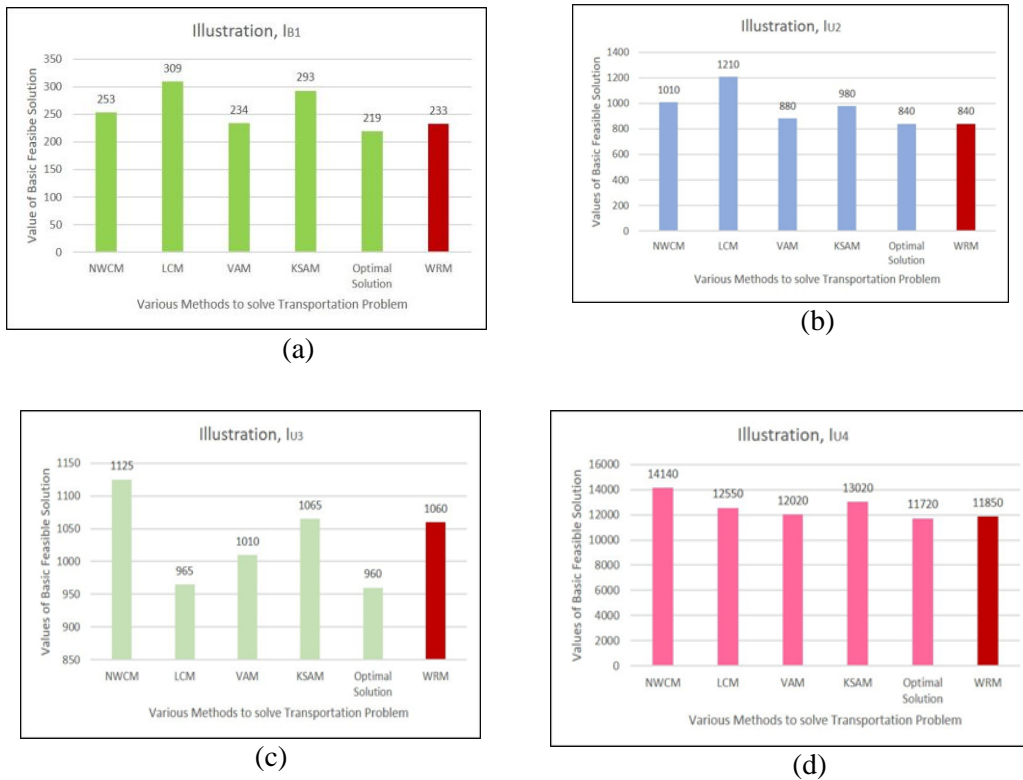 Illustration, IB1
Value of Basic Feasibe Solution
350
300
250
200
150
100
50
0
253
309
234
293
219
233
NWCM LCM VAM KSAM Optimal Solution WRM
Various Methods to solve Transportation Problem
(a)
Illustration, IU2
Values of Basic Feasible Solution
1400
1200
1000
800
600
400
200
0
1010
1210
880
980
840
840
NWCM LCM VAM KSAM Optimal Solution WRM
Various Methods to solve Transportation Problem
(b)
Illustration, IU3
Values of Basic Feasible Solution
1150
1100
1050
1000
950
900
850
1125
965
1010
1065
960
1060
NWCM LCM VAM KSAM Optimal Solution WRM
Various Methods to solve Transportation Problem
(c)
Illustration, IU4
Values of Basic Feasible Solution
16000
14000
12000
10000
8000
6000
4000
2000
0
14140
12550
12020
13020
11720
11850
NWCM LCM VAM KSAM Optimal Solution WRM
Various Methods to solve Transportation Problem
(d)